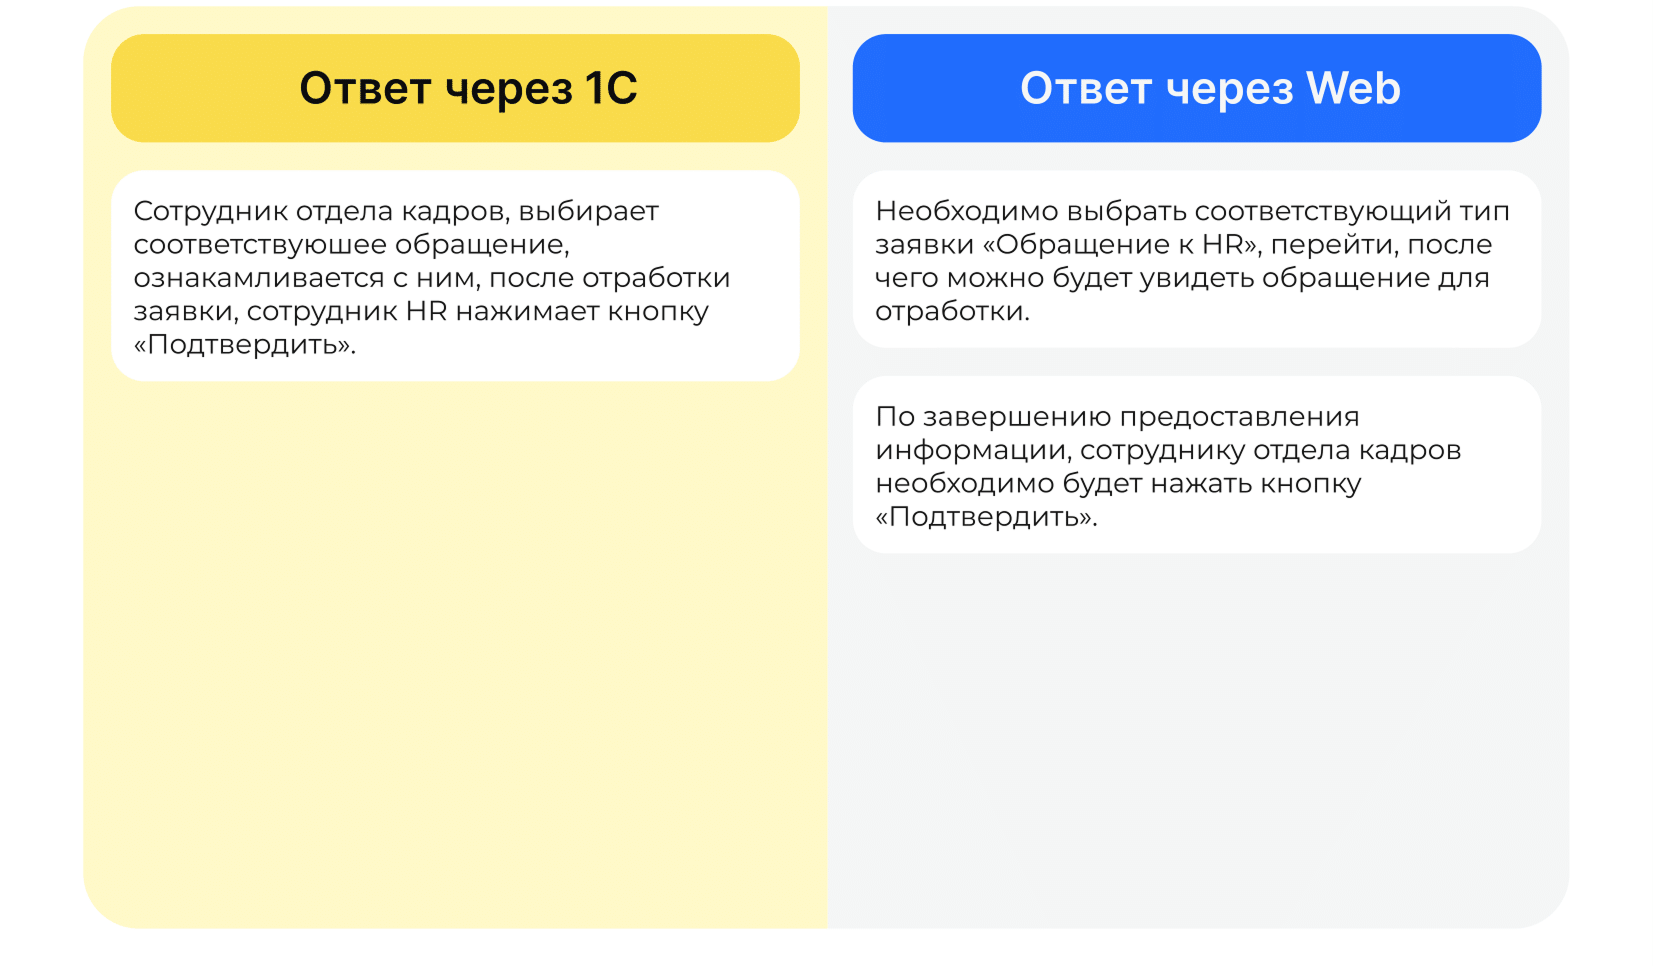 Ответ через 1С
Сотрудник отдела кадров, выбирает
соответствуюшее обращение,
ознакамливается с ним, после отработки
заявки, сотрудник HR нажимает кнопку
«Подтвердить».
Ответ через Web
Необходимо выбрать соответствующий тип
заявки «Обращение к HR», перейти, после
чего можно будет увидеть обращение для
отработки.
По завершению предоставления
информации, сотруднику отдела кадров
необходимо будет нажать кнопку
«Подтвердить».